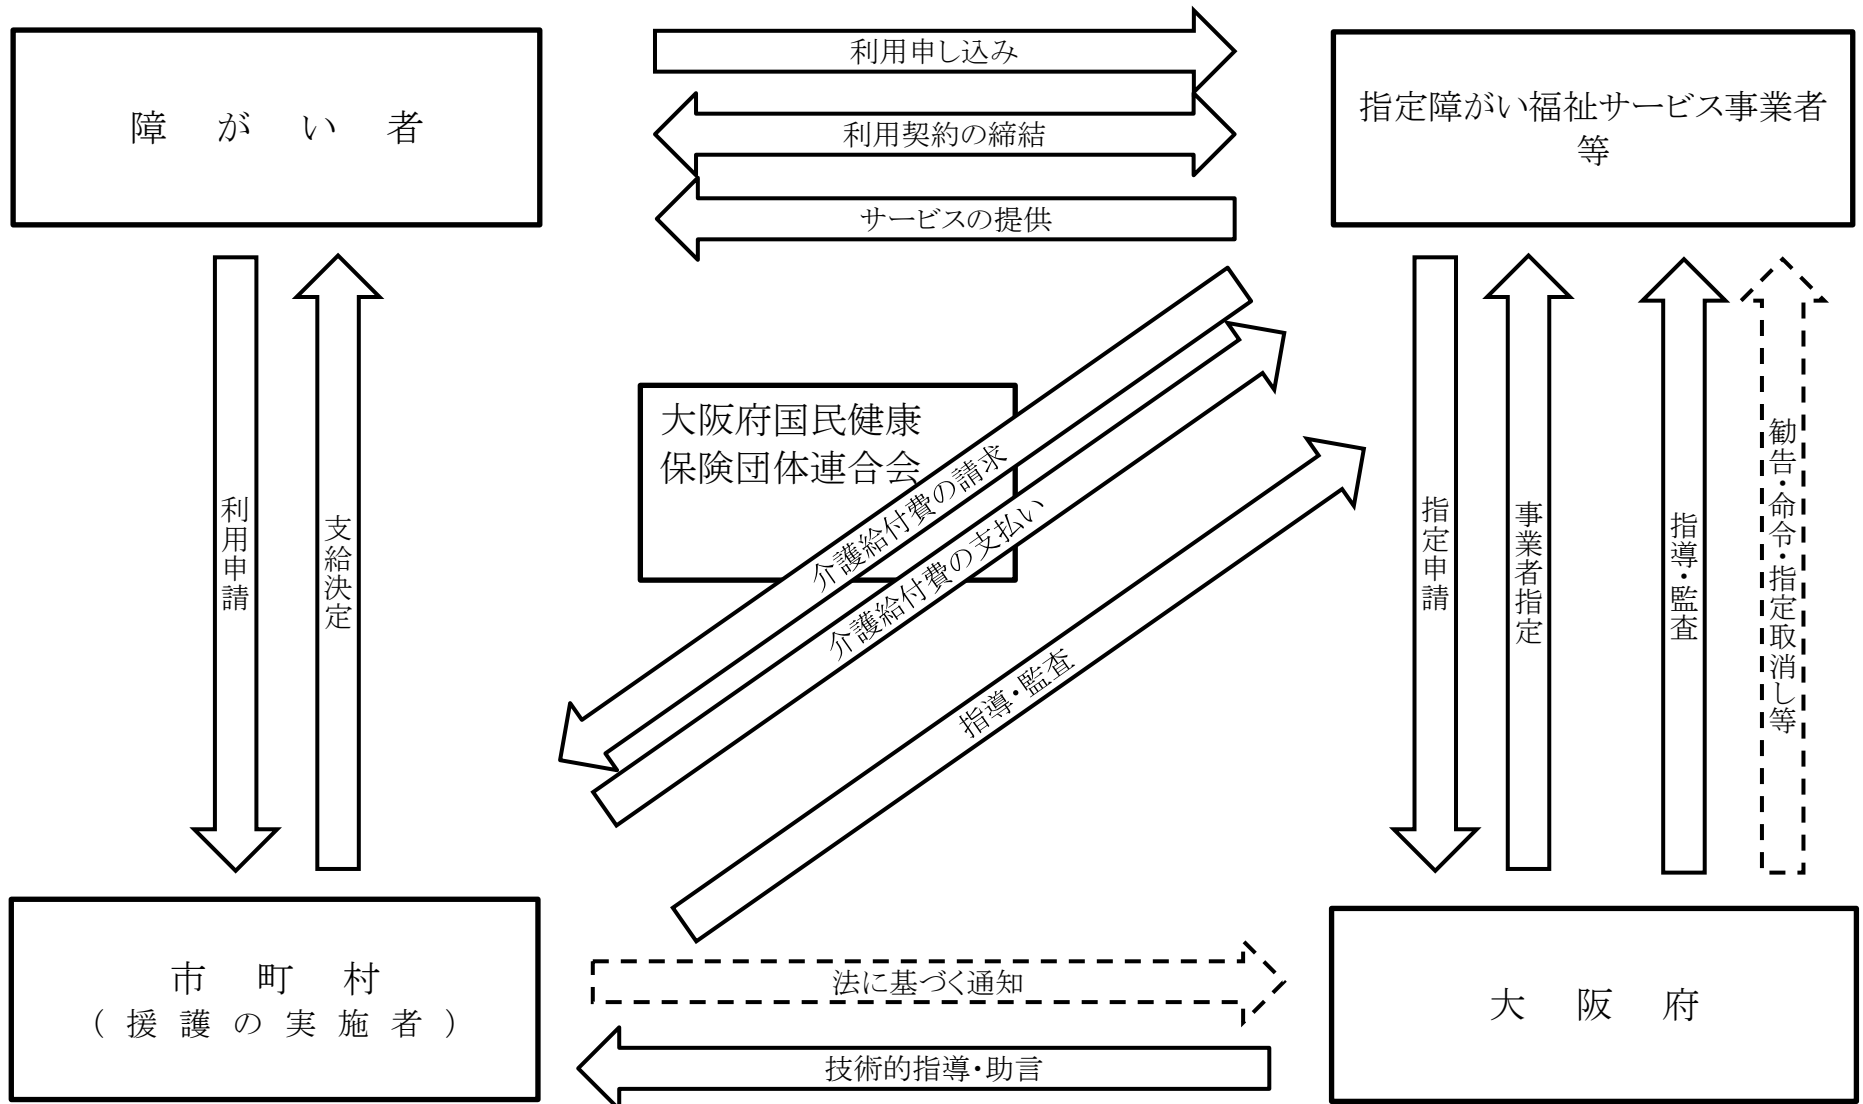 利用申し込み
障がい者
指定障がい福祉サービス事業者
等
利用契約の締結
サービスの提供
大阪府国民健康
保険団体連合会
介護給付費の請求
介護給付費の支払い
指導・監査
利用申請
支給決定
指定申請
事業者指定
指導・監査
勧告・命令・指定取消し等
市町村
（援護の実施者）
法に基づく通知
技術的指導・助言
大阪府